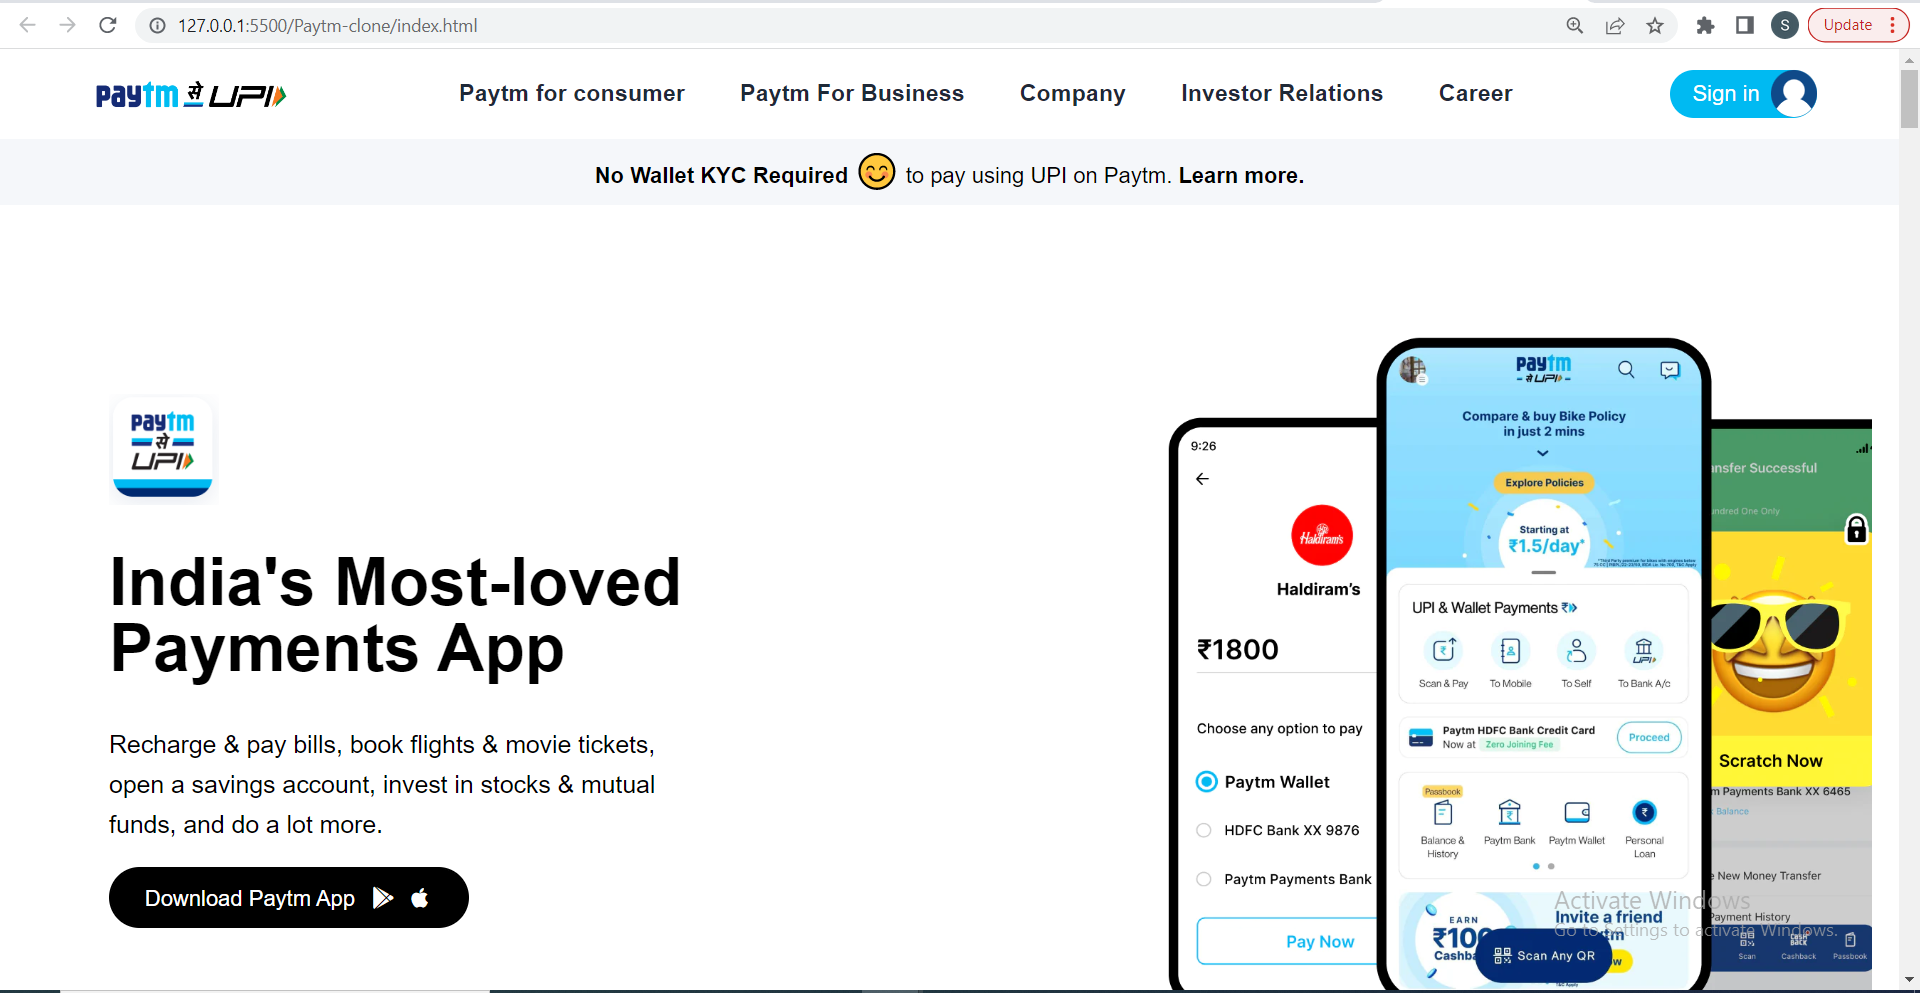 127.0.0.1:5500/Paytm-clone/index.html
S
Update
paytm से UPI
Paytm for consumer
Paytm For Business
Company
Investor Relations
Career
Sign in
No Wallet KYC Required to pay using UPI on Paytm. Learn more.
paytm
से
UPI
India's Most-loved
Payments App
Recharge & pay bills, book flights & movie tickets,
open a savings account, invest in stocks & mutual
funds, and do a lot more.
Download Paytm App
9:26
Haldiram's
Haldiram's
₹1800
Choose any option to pay
Paytm Wallet
HDFC Bank XX 9876
Paytm Payments Bank
Pay Now
paytm
से UPI
Compare & buy Bike Policy
in just 2 mins
Explore Policies
Starting at
₹1.5/day*
UPI & Wallet Payments
Scan & Pay
To Mobile
To Self
UPI
To Bank A/c
Paytm HDFC Bank Credit Card
Now at Zero Joining Fee
Proceed
Passbook
Balance &
History
Paytm Bank
Paytm Wallet
Personal
Loan
EARN
₹100
Cashba
Invite a friend
tm
Scan Any QR
ow
T&C Apply
nsfer Successful
undred One Only
Scratch Now
m Payments Bank XX 6465
Balance
New Money Transfer
Payment History
Scan
CASH
BACK
Cashback
Passbook
Activate Windows
Go to Settings to activate Windows.